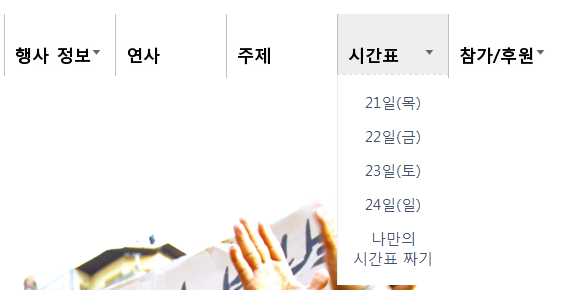 행사 정보
연사
주제
시간표
참가/후원
21일(목)
22일(금)
23일(토)
24일(일)
나만의
시간표 짜기